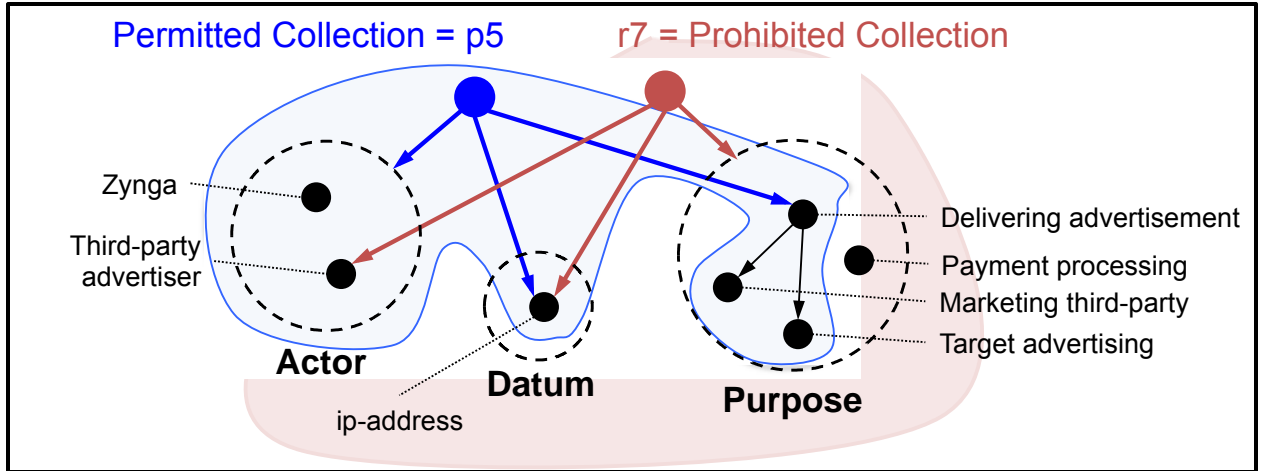 Permitted Collection = p5
r7 = Prohibited Collection
Zynga
Third-party
advertiser
Actor
Datum
ip-address
Purpose
Delivering advertisement
Payment processing
Marketing third-party
Target advertising